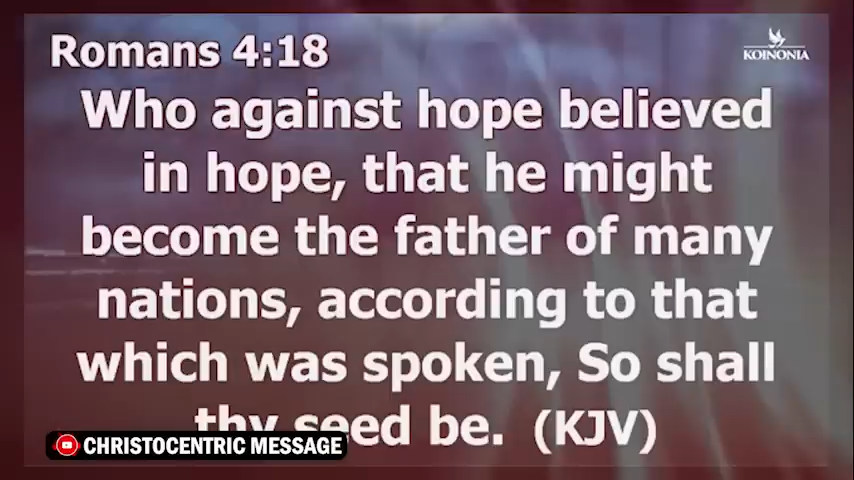 Romans 4:18
KOINONIA
Who against hope believed
in hope, that he might
become the father of many
nations, according to that
which was spoken, So shall
thy seed be. (KJV)
CHRISTOCENTRIC MESSAGE